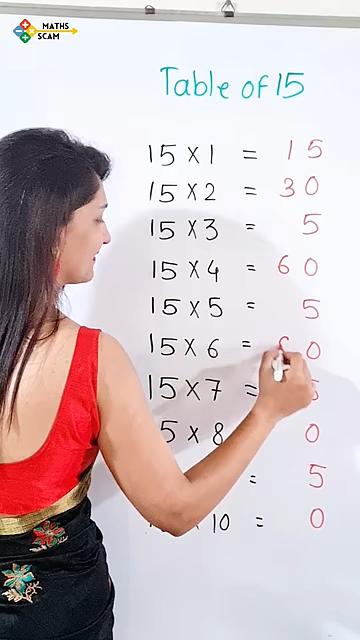 MATHS
SCAM
Table of 15
15 X 1 = 15
15 X 2 = 30
15 X 3 = 5
15 X 4 = 60
15 X 5 = 5
15 X 6 = 0
15 X 7 =
5 X 8 0
= 5
10 = 0